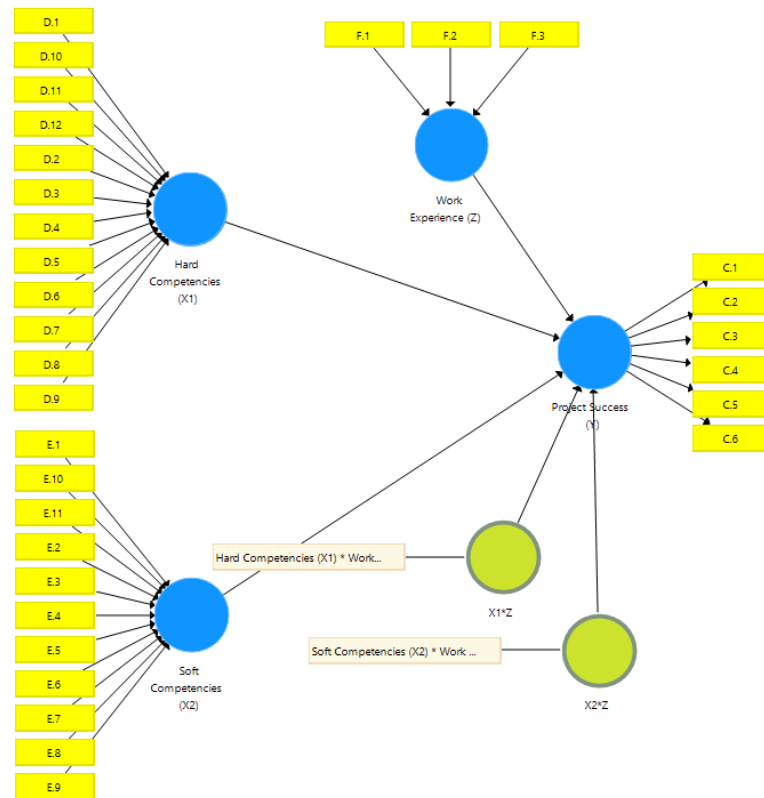 D.1
D.10
D.11
D.12
D.2
D.3
D.4
D.5
D.6
D.7
D.8
D.9
Hard
Competencies
(X1)
F.1
F.2
F.3
Work
Experience (Z)
C.1
C.2
C.3
C.4
C.5
C.6
Project Success
(Y)
E.1
E.10
E.11
E.2
E.3
E.4
E.5
E.6
E.7
E.8
E.9
Soft
Competencies
(X2)
Hard Competencies (X1) * Work...
X1*Z
Soft Competencies (X2) * Work ...
X2*Z